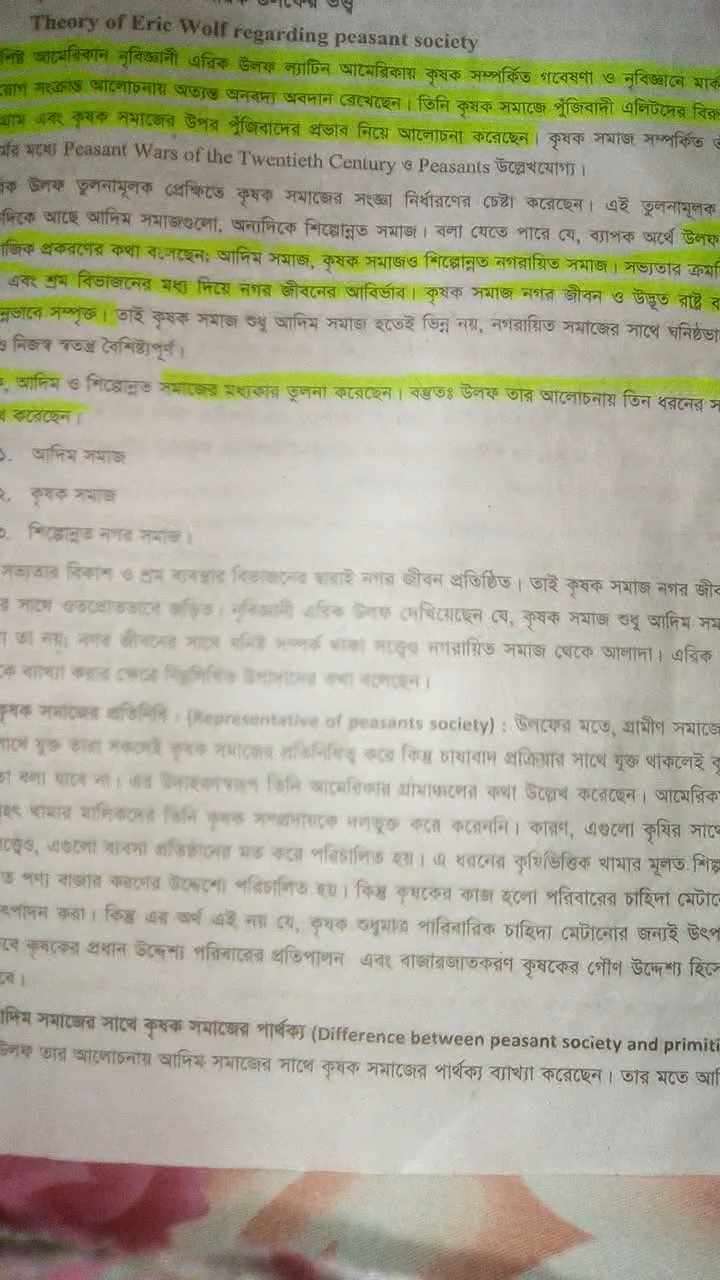 Theory of Eric Wolf regarding peasant society
আমেরিকান নৃবিজ্ঞানী এরিক উলফ ল্যাটিন আমেরিকায় কৃষক সম্পর্কিত গবেষণা ও নৃবিজ্ঞানে
সংক্রান্ত আলোচনায় অত্যন্ত অনবদ্য অবদান রেখেছেন। তিনি কৃষক সমাজে পুঁজিবাদী এলিটদের
এবং কৃষক সমাজের উপর পুঁজিবাদের প্রভাব নিয়ে আলোচনা করেছেন। কৃষক সমাজ সম্পর্কিত
মধ্যে Peasant Wars of the Twentieth Century ও Peasants উল্লেখযোগ্য।
উলফ তুলনামূলক প্রেক্ষিতে কৃষক সমাজের সংজ্ঞা নির্ধারণের চেষ্টা করেছেন। এই তুলনামূলক
দিকে আছে আদিম সমাজগুলো, অন্যদিকে শিল্পোন্নত সমাজ। বলা যেতে পারে যে, ব্যাপক অর্থে উলফ
প্রকরণের কথা বলেছেন; আদিম সমাজ, কৃষক সমাজও শিল্পোন্নত নগরায়িত সমাজ। সভ্যতার
এবং শ্রম বিভাজনের মধ্য দিয়ে নগর জীবনের আবির্ভাব। কৃষক সমাজ নগর জীবন ও উদ্ভূত রাষ্ট্র
সম্পৃক্ত। তাই কৃষক সমাজ শুধু আদিম সমাজ হতেই ভিন্ন নয়, নগরায়িত সমাজের সাথে
নিজস্ব স্বতন্ত্র বৈশিষ্ট্যপূর্ণ।
আদিম ও শিল্পোন্নত সমাজের মধ্যকার তুলনা করেছেন। বস্তুতঃ উলফ তার আলোচনায় তিন ধরনের
করেছেন।
১. আদিম সমাজ
২. কৃষক সমাজ
৩. শিল্পোন্নত নগর সমাজ।
সভ্যতার বিকাশ ও শ্রম ব্যবস্থার বিভাজনের দ্বারাই নগর জীবন প্রতিষ্ঠিত। তাই কৃষক সমাজ নগর
সাথে ওতপ্রোতভাবে জড়িত। নৃবিজ্ঞানী এরিক উলফ দেখিয়েছেন যে, কৃষক সমাজ শুধু আদিম
তা নয়; নগর জীবনের সাথে ঘনিষ্ট সম্পর্ক থাকা সত্ত্বেও নগরায়িত সমাজ থেকে আলাদা। এরিক
ব্যাখ্যা করার ক্ষেত্রে নিম্নলিখিত উপাদানের কথা বলেছেন।
কৃষক সমাজের প্রতিনিধি : (Representative of peasants society) : উলফের মতে, গ্রামীণ সমাজে
সাথে যুক্ত তারা সকলেই কৃষক সমাজের প্রতিনিধিত্ব করে কিন্তু চাষাবাদ প্রক্রিয়ার সাথে যুক্ত থাকলেই
বলা যাবে না। এর উদাহরণস্বরূপ তিনি আমেরিকার গ্রামাঞ্চলের কথা উল্লেখ করেছেন।
খামার মালিকদের তিনি কৃষক সম্প্রদায়কে দলভুক্ত করে করেননি। কারণ, এগুলো কৃষির সাথে
এগুলো ব্যবসা প্রতিষ্ঠানের মত করে পরিচালিত হয়। এ ধরনের কৃষিভিত্তিক খামার মূলত
পণ্য বাজার করণের উদ্দেশ্যে পরিচালিত হয়। কিন্তু কৃষকের কাজ হলো পরিবারের চাহিদা
করা। কিন্তু এর অর্থ এই নয় যে, কৃষক শুধুমাত্র পারিবারিক চাহিদা মেটানোর জন্যই
কৃষকের প্রধান উদ্দেশ্য পরিবারের প্রতিপালন এবং বাজারজাতকরণ কৃষকের গৌণ উদ্দেশ্য
সমাজের সাথে কৃষক সমাজের পার্থক্য (Difference between peasant society and primiti
উলফ তার আলোচনায় আদিম সমাজের সাথে কৃষক সমাজের পার্থক্য ব্যাখ্যা করেছেন। তার মতে